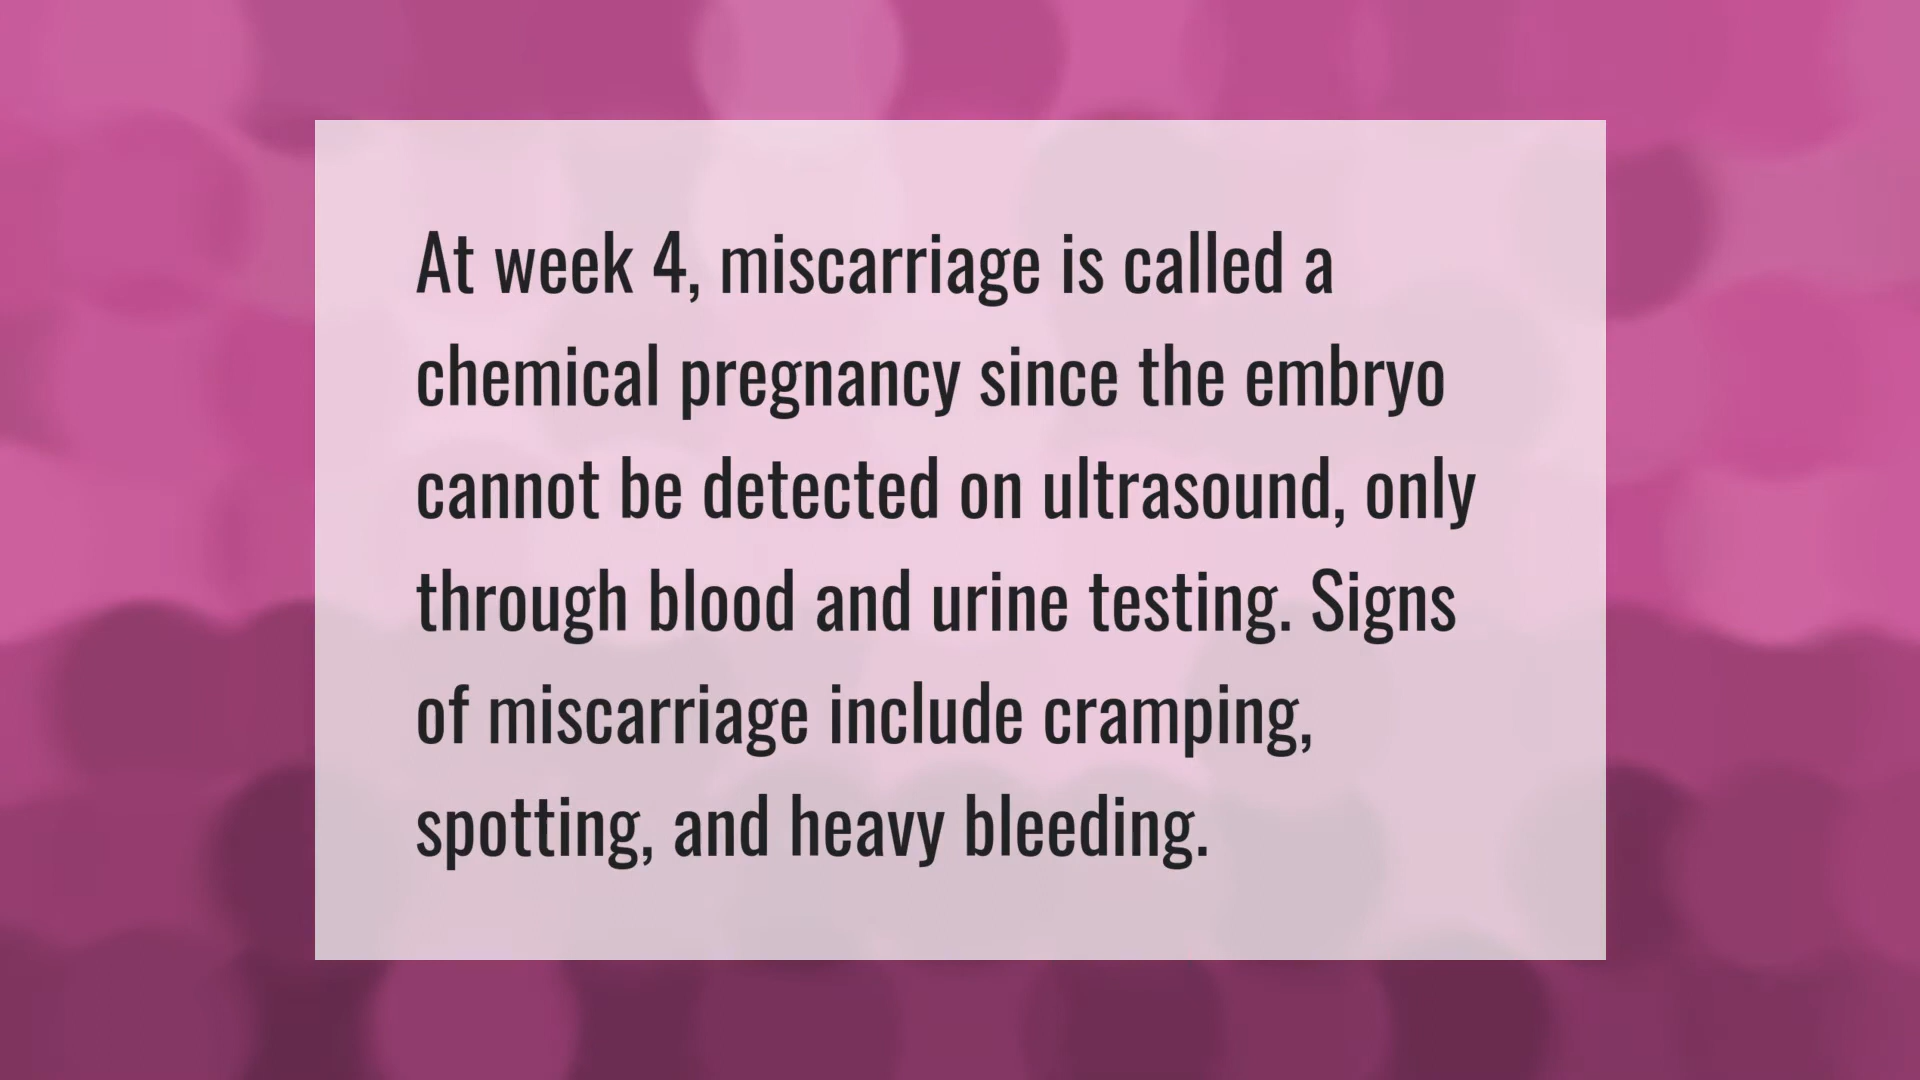 At week 4, miscarriage is called a
chemical pregnancy since the embryo
cannot be detected on ultrasound, only
through blood and urine testing. Signs
of miscarriage include cramping,
spotting, and heavy bleeding.